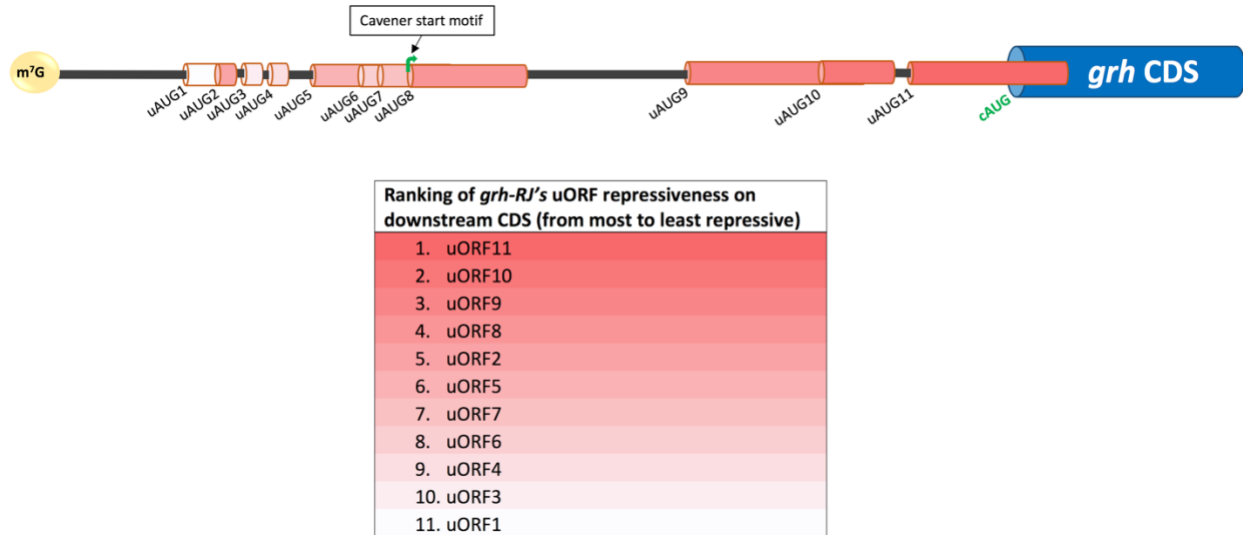 Cavener start motif
m⁷G
grh CDS
uAUG1
uAUG2
uAUG3
uAUG4
uAUG5
uAUG6
uAUG7
uAUG8
uAUG9
uAUG10
uAUG11
cAUG
Ranking of grh-RJ's uORF repressiveness on
downstream CDS (from most to least repressive)
1. uORF11
2. uORF10
3. uORF9
4. uORF8
5. uORF2
6. uORF5
7. uORF7
8. uORF6
9. uORF4
10. uORF3
11. uORF1